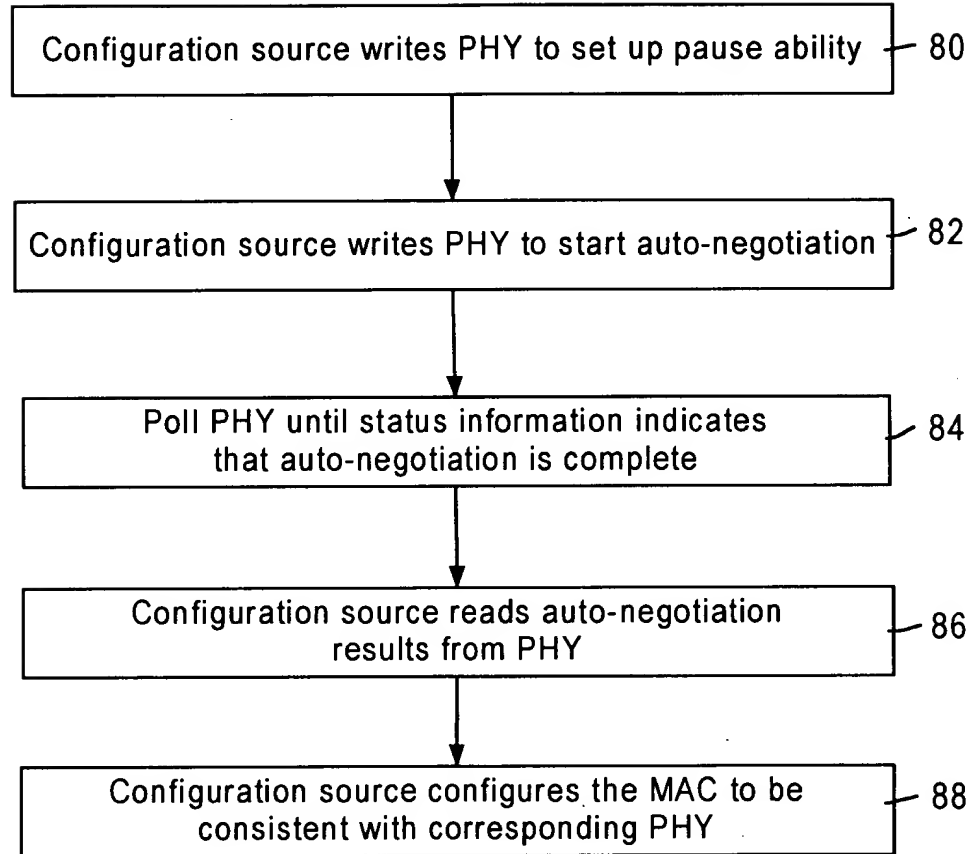 Configuration source writes PHY to set up pause ability
80
Configuration source writes PHY to start auto-negotiation
82
Poll PHY until status information indicates
that auto-negotiation is complete
84
Configuration source reads auto-negotiation
results from PHY
86
Configuration source configures the MAC to be
consistent with corresponding PHY
88